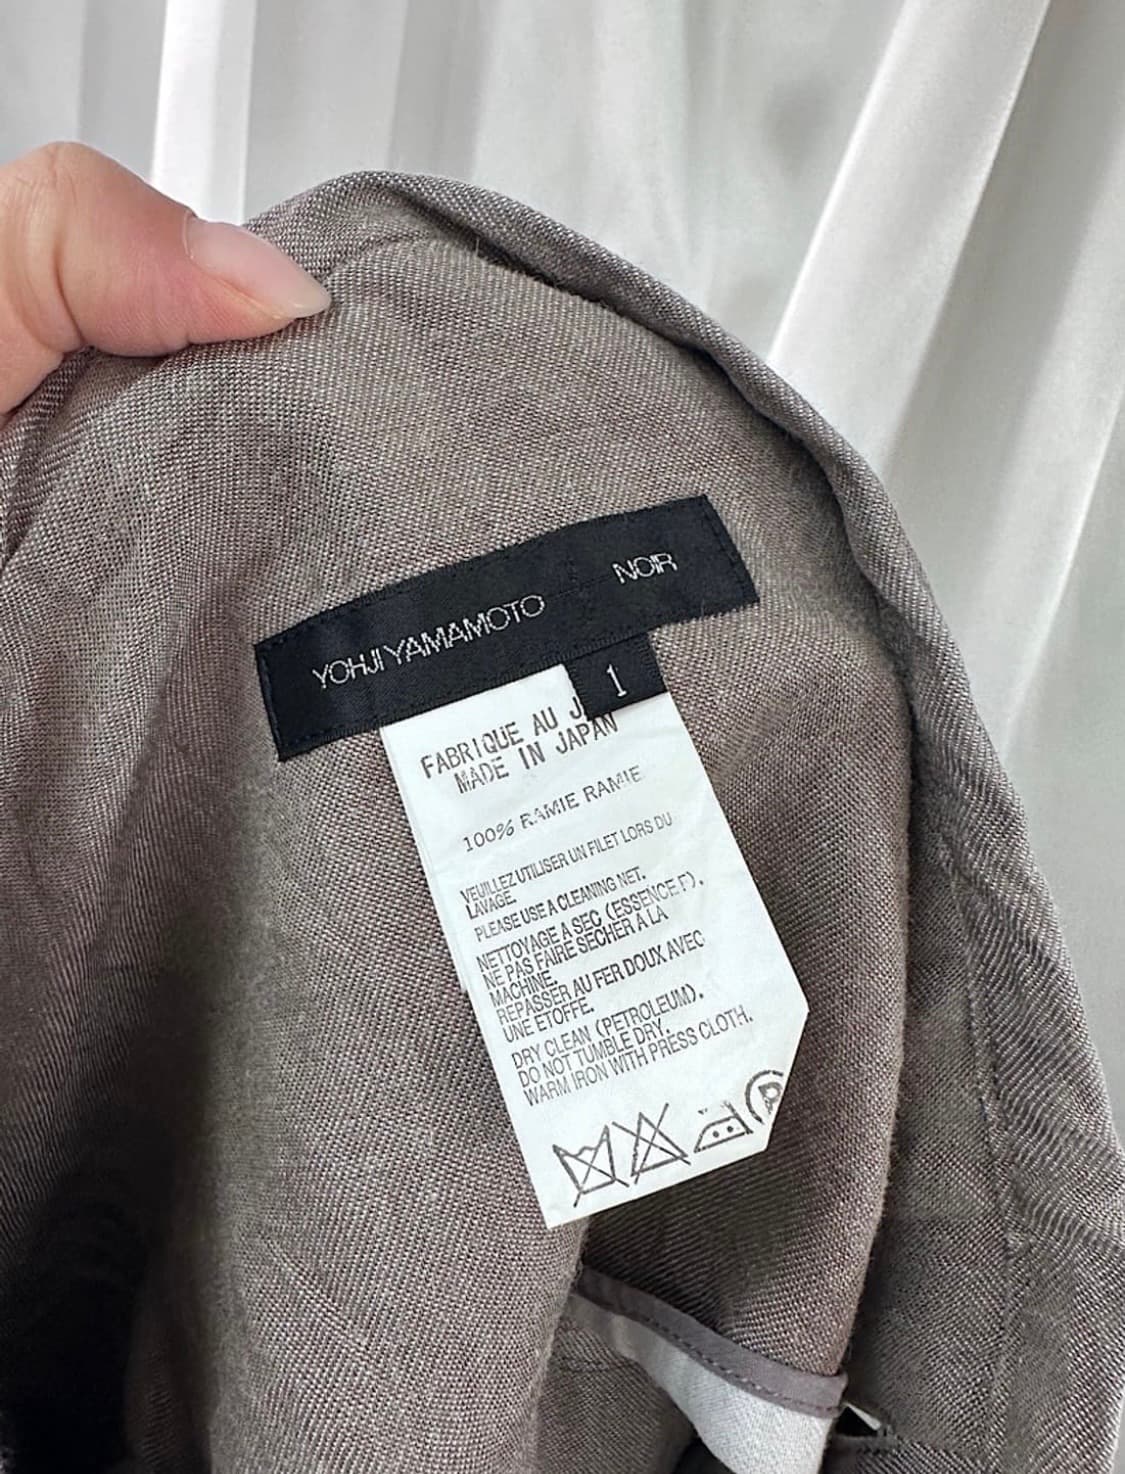 YOHJI YAMAMOTO NOIR
1
FABRIQUE AU
MADE IN JAPAN
100% RAMIE RAMIE
VEUILLEZ UTILISER UN FILET LORS DU
LAVAGE.
PLEASE USE A CLEANING NET.
NETTOYAGE À SEC (ESSENCE F).
NE PAS FAIRE SECHER À LA
MACHINE.
REPASSER AU FER DOUX AVEC
UNE ETOFFE.
DRY CLEAN (PETROLEUM).
DO NOT TUMBLE DRY.
WARM IRON WITH PRESS CLOTH.
P